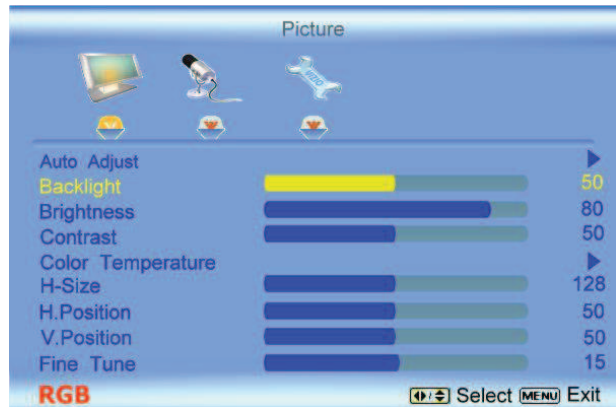 Picture
Auto Adjust
Backlight 50
Brightness 80
Contrast 50
Color Temperature
H-Size 128
H.Position 50
V.Position 50
Fine Tune 15
RGB Select MENU Exit